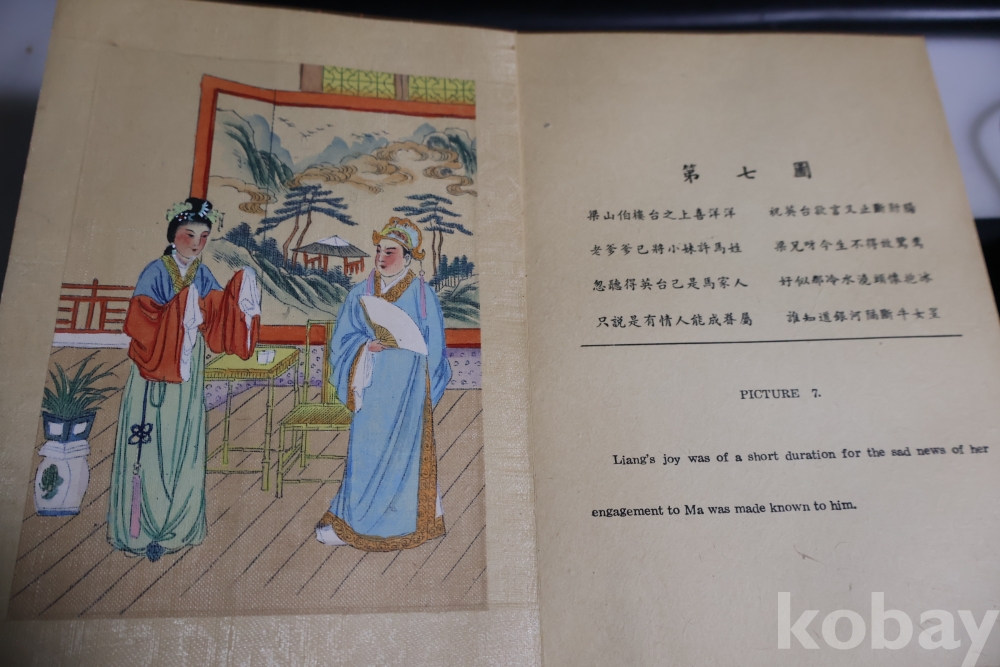 第七圖
梁山伯樓台之上喜洋洋 祝英台欲言又止斷肝腸
老爹爹已將小妹許馬姓 梁兄呀今生不得效鴛鴦
忽聽得英台已是馬家人 好似那冷水澆頭懷抱冰
只說是有情人能成眷屬 誰知道銀河隔斷牛女星
PICTURE 7.
Liang's joy was of a short duration for the sad news of her
engagement to Ma was made known to him.
kobay